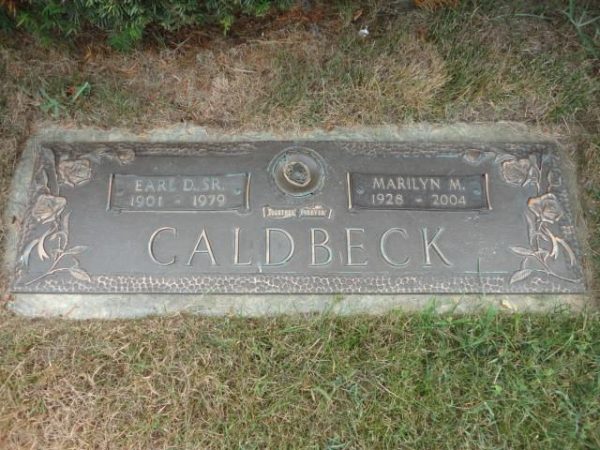 EARL D. SR.
1901 - 1979
MARILYN M.
1928 - 2004
TOGETHER FOREVER
CALDBECK